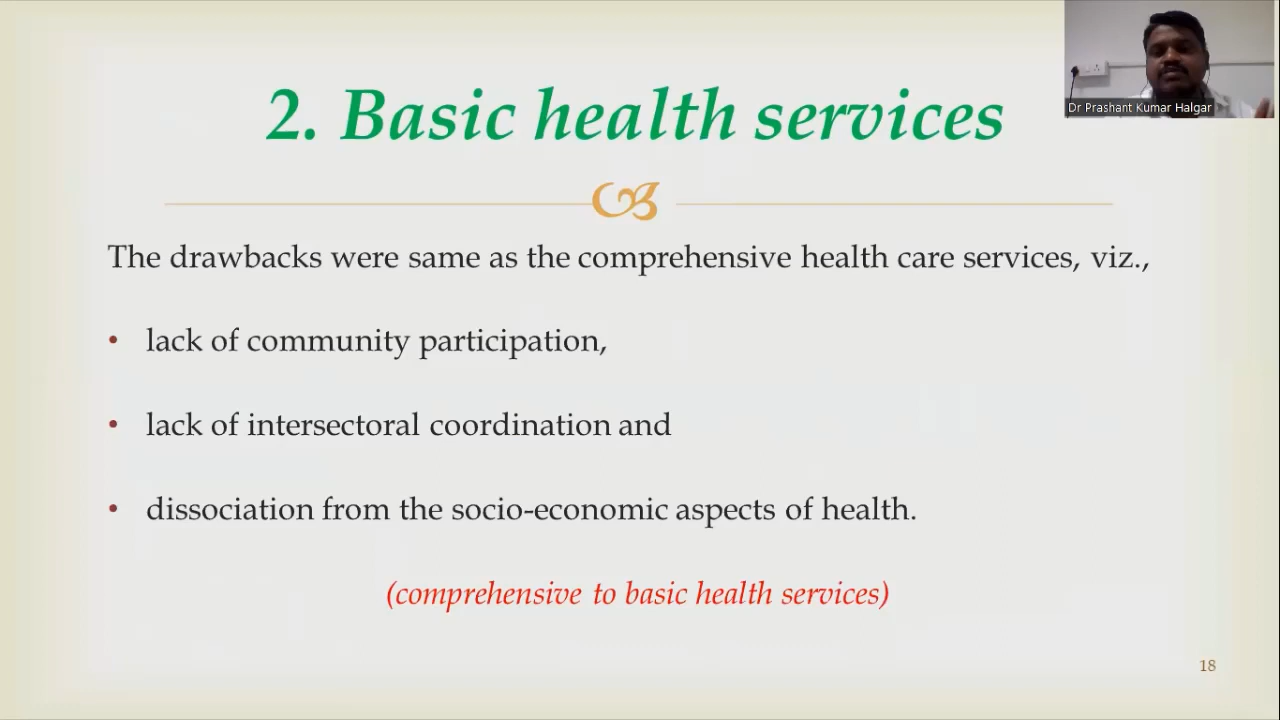 Dr Prashant Kumar Halgar
2. Basic health services
The drawbacks were same as the comprehensive health care services, viz.,
• lack of community participation,
• lack of intersectoral coordination and
• dissociation from the socio-economic aspects of health.
(comprehensive to basic health services)
18